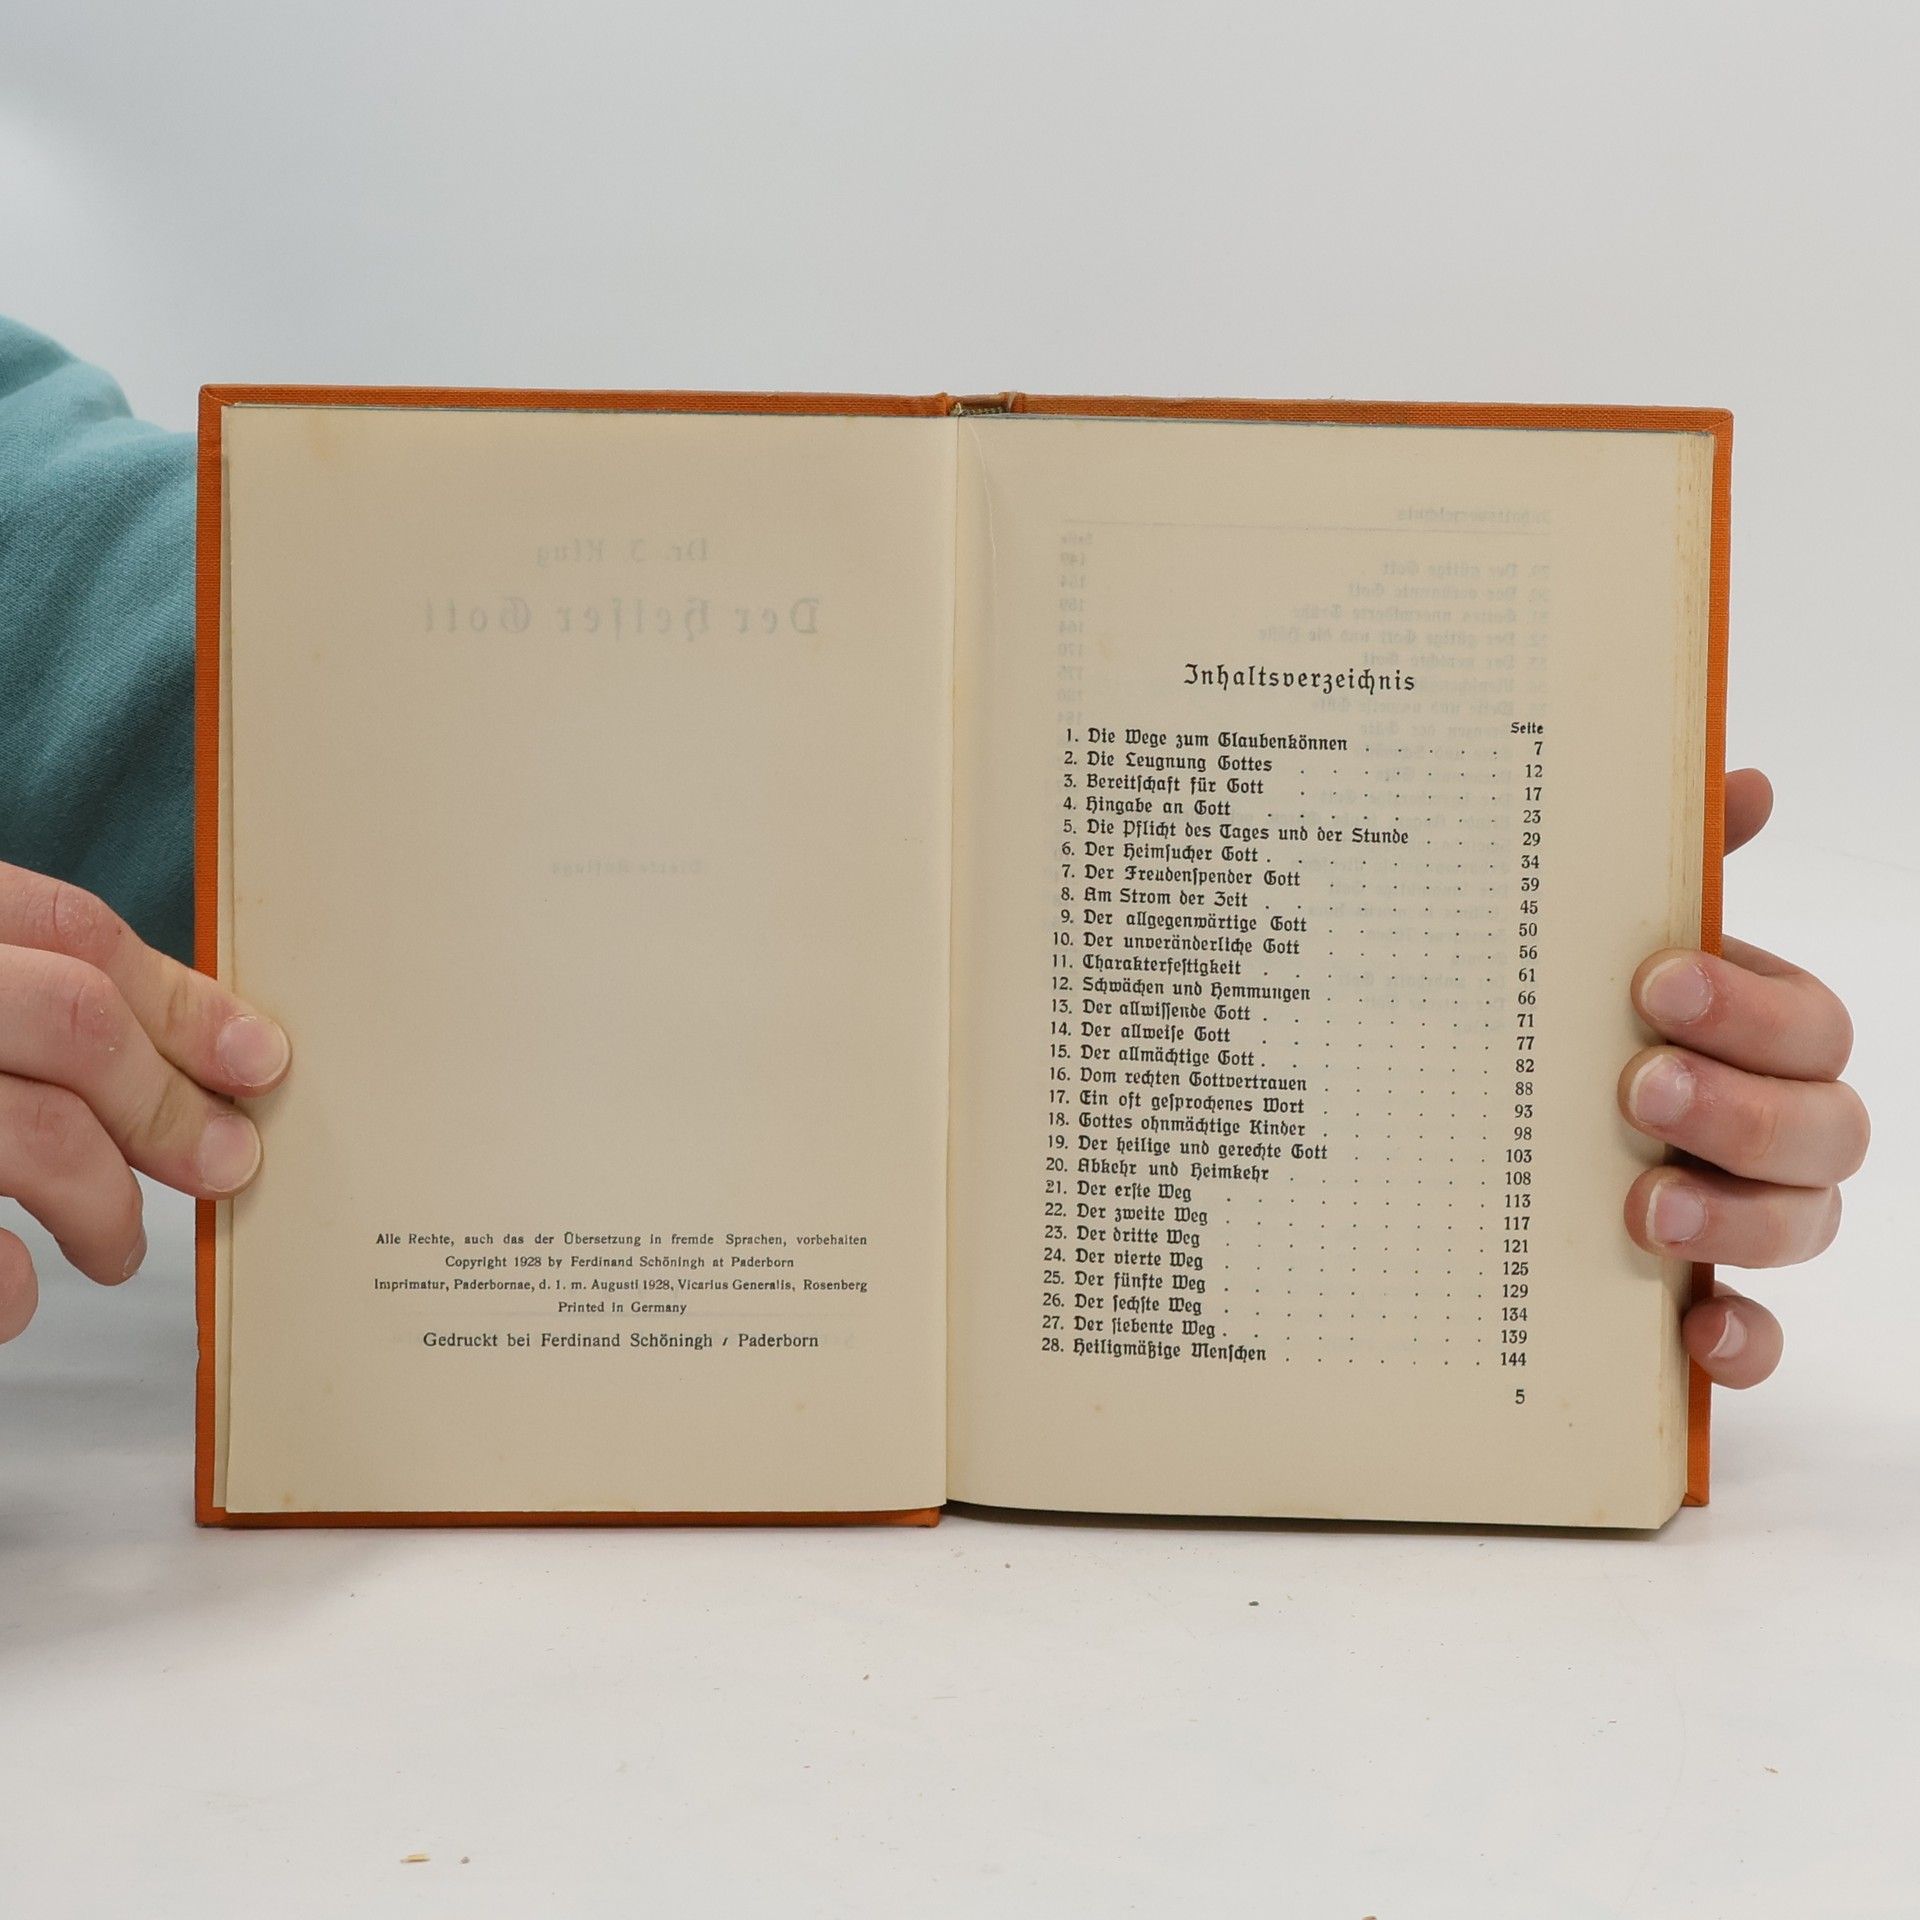 Alle Rechte, auch das der Übersetzung in fremde Sprachen, vorbehalten
Copyright 1928 by Ferdinand Schöningh at Paderborn
Imprimatur, Paderbornae, d. 1. m. Augusti 1928, Vicarius Generalis, Rosenberg
Printed in Germany
Gedruckt bei Ferdinand Schöningh / Paderborn
Inhaltsverzeichnis
Seite
1. Die Wege zum Glaubenkönnen . . . . . 7
2. Die Leugnung Gottes . . . . . . . 12
3. Bereitschaft für Gott . . . . . . . 17
4. Hingabe an Gott . . . . . . . . 23
5. Die Pflicht des Tages und der Stunde . . . 29
6. Der Heimsucher Gott . . . . . . . . 34
7. Der Freudenspender Gott . . . . . . 39
8. Am Strom der Zeit . . . . . . . . 45
9. Der allgegenwärtige Gott . . . . . . 50
10. Der unveränderliche Gott . . . . . . 56
11. Charakterfestigkeit . . . . . . . . 61
12. Schwächen und Hemmungen . . . . . . 66
13. Der allwissende Gott . . . . . . . . 71
14. Der allweise Gott . . . . . . . . 77
15. Der allmächtige Gott . . . . . . . . 82
16. Vom rechten Gottvertrauen . . . . . . 88
17. Ein oft gesprochenes Wort . . . . . . 93
18. Gottes ohnmächtige Kinder . . . . . . 98
19. Der heilige und gerechte Gott . . . . . 103
20. Abkehr und Heimkehr . . . . . . . 108
21. Der erste Weg . . . . . . . . . 113
22. Der zweite Weg . . . . . . . . . 117
23. Der dritte Weg . . . . . . . . . 121
24. Der vierte Weg . . . . . . . . . 125
25. Der fünfte Weg . . . . . . . . . 129
26. Der sechste Weg . . . . . . . . . 134
27. Der siebente Weg . . . . . . . . . 139
28. Heiligmäßige Menschen . . . . . . . 144
5